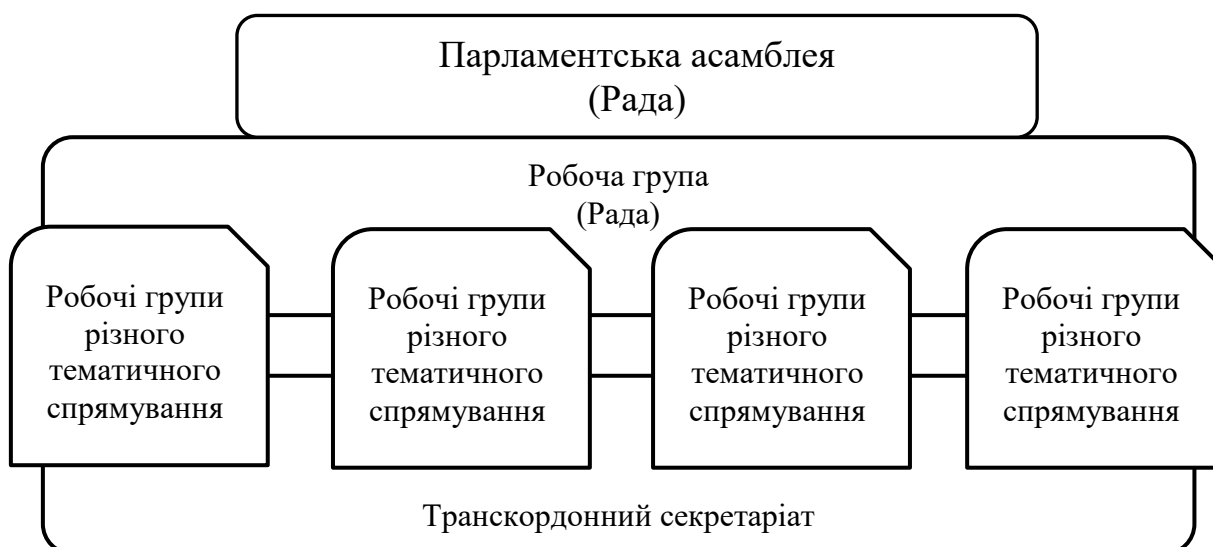 Парламентська асамблея
(Рада)
Робоча група
(Рада)
Робочі групи
різного
тематичного
спрямування
Робочі групи
різного
тематичного
спрямування
Робочі групи
різного
тематичного
спрямування
Робочі групи
різного
тематичного
спрямування
Транскордонний секретаріат